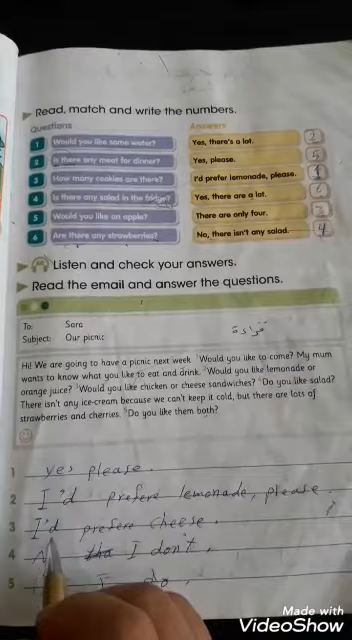 Read, match and write the numbers.
Questions
Answers
1 Would you like some water?
Yes, there's a lot. 2
2 Is there any meat for dinner?
Yes, please. 5
3 How many cookies are there?
I'd prefer lemonade, please. 1
4 Is there any salad in the fridge?
Yes, there are a lot. 6
5 Would you like an apple?
There are only four. 3
6 Are there any strawberries?
No, there isn't any salad. 4
Listen and check your answers.
Read the email and answer the questions.
To: Sara
Subject: Our picnic
قراءة
Hi! We are going to have a picnic next week 1Would you like to come? My mum
wants to know what you like to eat and drink. 2Would you like lemonade or
orange juice? 3Would you like chicken or cheese sandwiches? 4Do you like salad?
There isn't any ice-cream because we can't keep it cold, but there are lots of
strawberries and cherries. 5Do you like them both?
1 yes please.
2 I'd prefere lemonade, please.
3 I'd prefere cheese.
4 I don't,
5 I do,
Made with
VideoShow